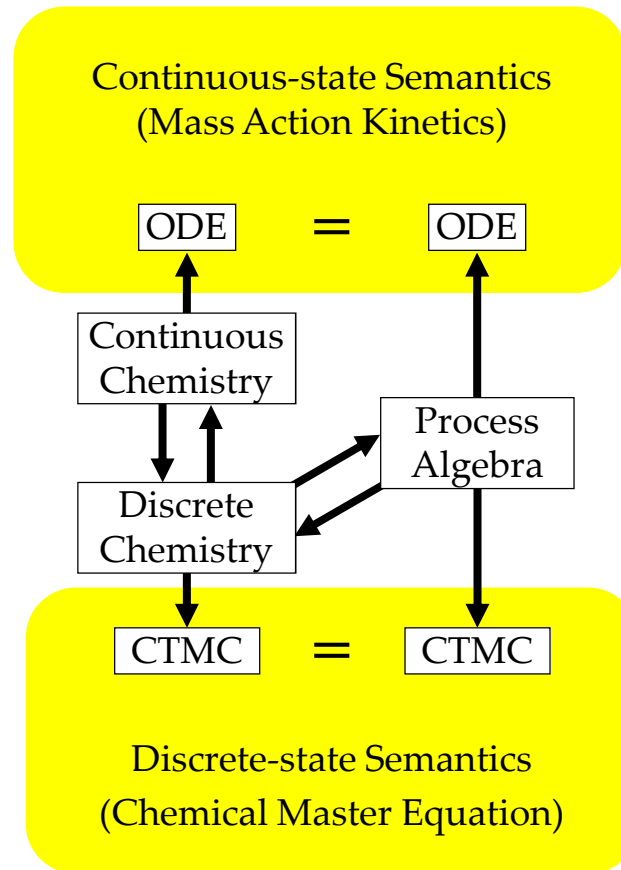 Continuous-state Semantics
(Mass Action Kinetics)
ODE = ODE
Continuous
Chemistry
Process
Algebra
Discrete
Chemistry
CTMC = CTMC
Discrete-state Semantics
(Chemical Master Equation)